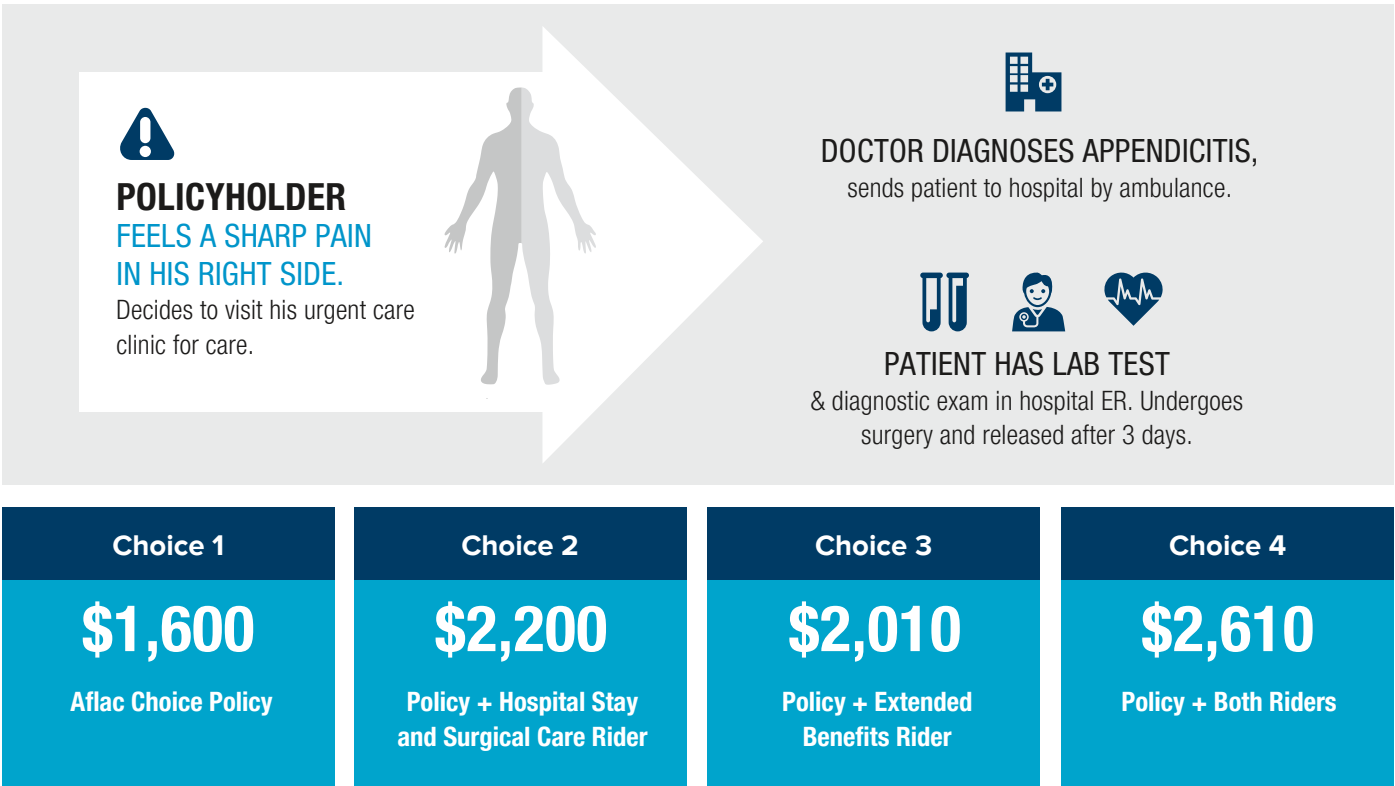 POLICYHOLDER
FEELS A SHARP PAIN
IN HIS RIGHT SIDE.
Decides to visit his urgent care
clinic for care.
DOCTOR DIAGNOSES APPENDICITIS,
sends patient to hospital by ambulance.
PATIENT HAS LAB TEST
& diagnostic exam in hospital ER. Undergoes
surgery and released after 3 days.
Choice 1
$1,600
Aflac Choice Policy
Choice 2
$2,200
Policy + Hospital Stay
and Surgical Care Rider
Choice 3
$2,010
Policy + Extended
Benefits Rider
Choice 4
$2,610
Policy + Both Riders